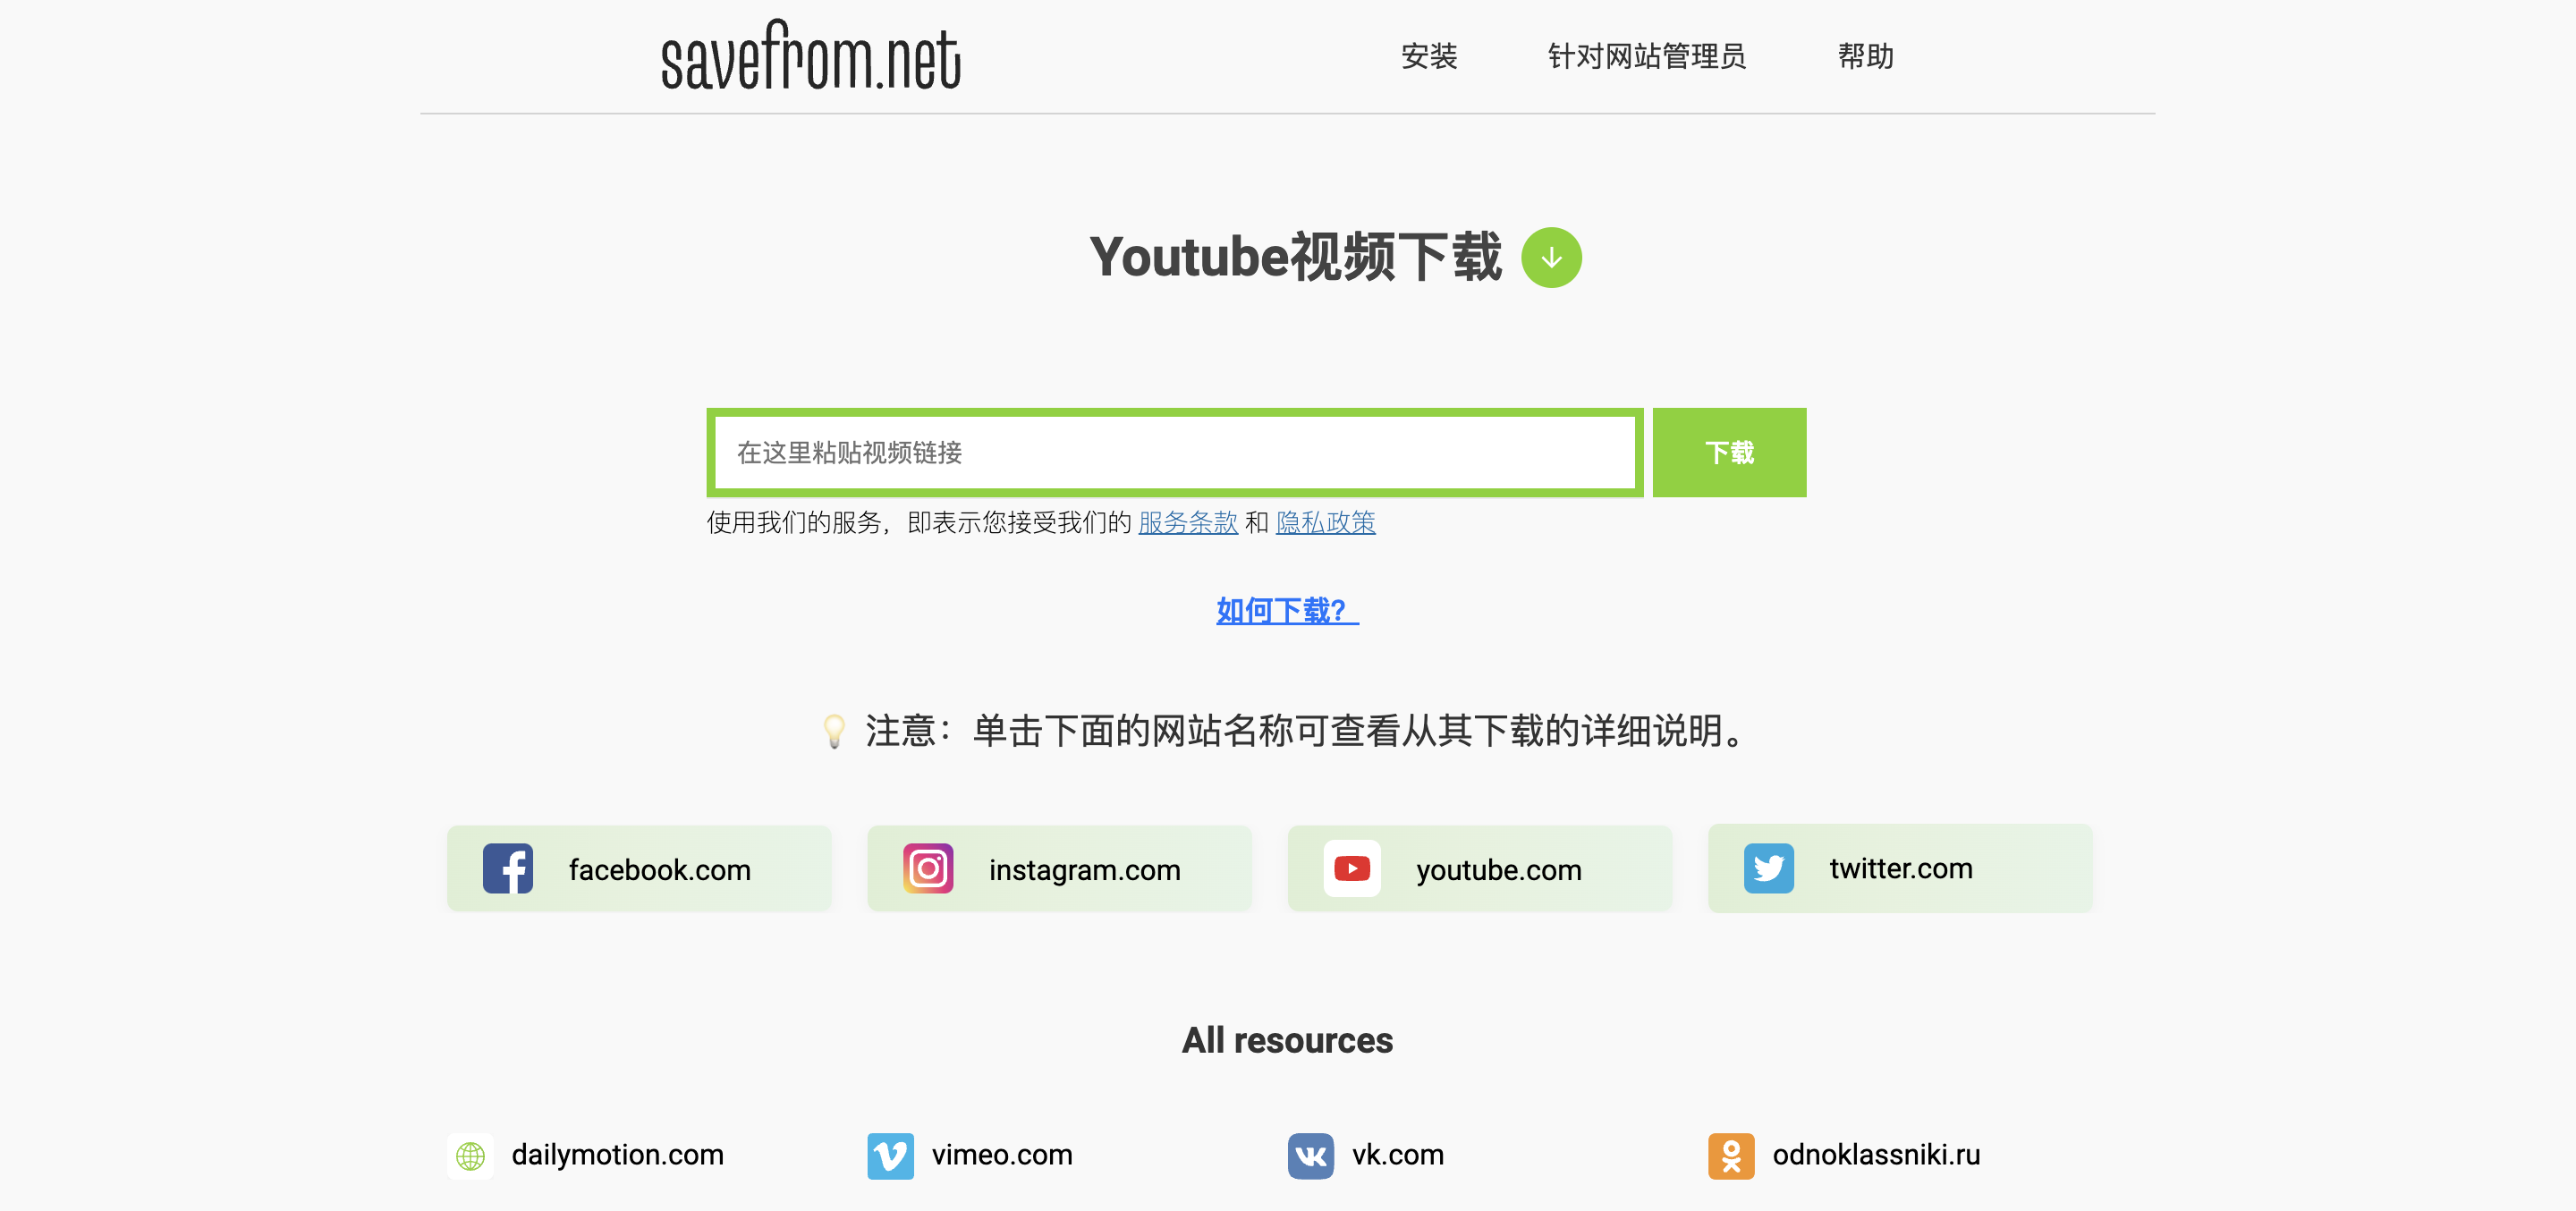 savefrom.net 安装 针对网站管理员 帮助
Youtube视频下载
在这里粘贴视频链接 下载
使用我们的服务，即表示您接受我们的 服务条款 和 隐私政策
如何下载？
注意：单击下面的网站名称可查看从其下载的详细说明。
facebook.com instagram.com youtube.com twitter.com
All resources
dailymotion.com vimeo.com vk.com odnoklassniki.ru